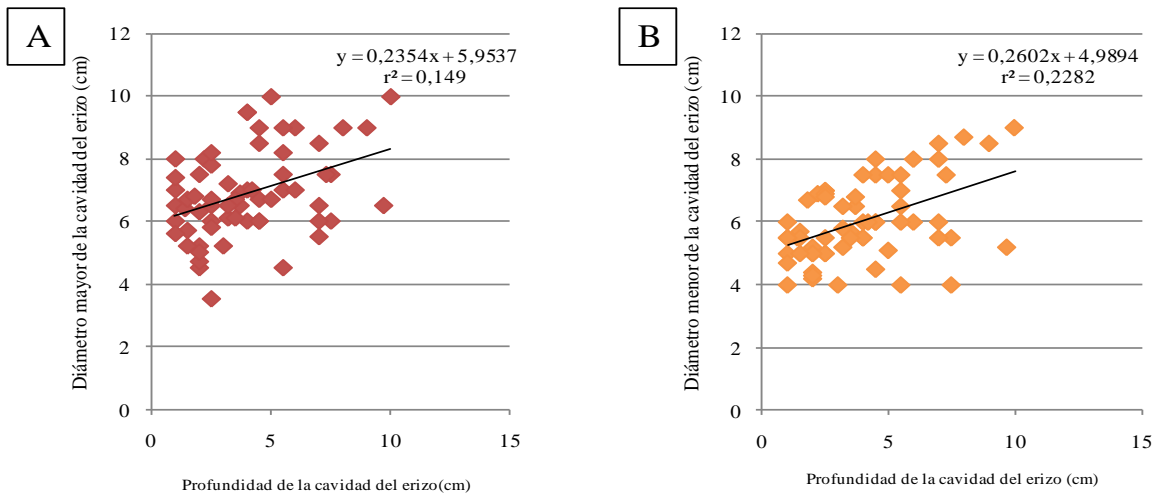 A
12
10
8
6
4
2
0
0 5 10 15
y = 0,2354x + 5,9537
r² = 0,149
Diámetro mayor de la cavidad del erizo (cm)
Profundidad de la cavidad del erizo(cm)
B
12
10
8
6
4
2
0
0 5 10 15
y = 0,2602x + 4,9894
r² = 0,2282
Diámetro menor de la cavidad del erizo (cm)
Profundidad de la cavidad del erizo (cm)